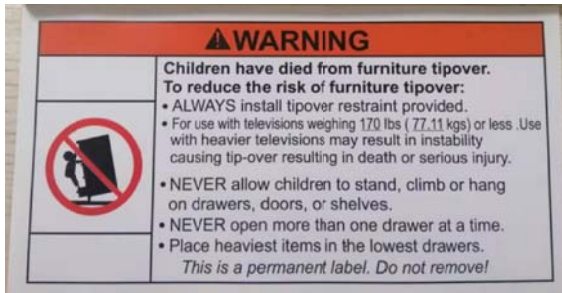 WARNING
Children have died from furniture tipover.
To reduce the risk of furniture tipover:
• ALWAYS install tipover restraint provided.
• For use with televisions weighing 170 lbs ( 77.11 kgs) or less .Use
with heavier televisions may result in instability
causing tip-over resulting in death or serious injury.
• NEVER allow children to stand, climb or hang
on drawers, doors, or shelves.
• NEVER open more than one drawer at a time.
• Place heaviest items in the lowest drawers.
This is a permanent label. Do not remove!